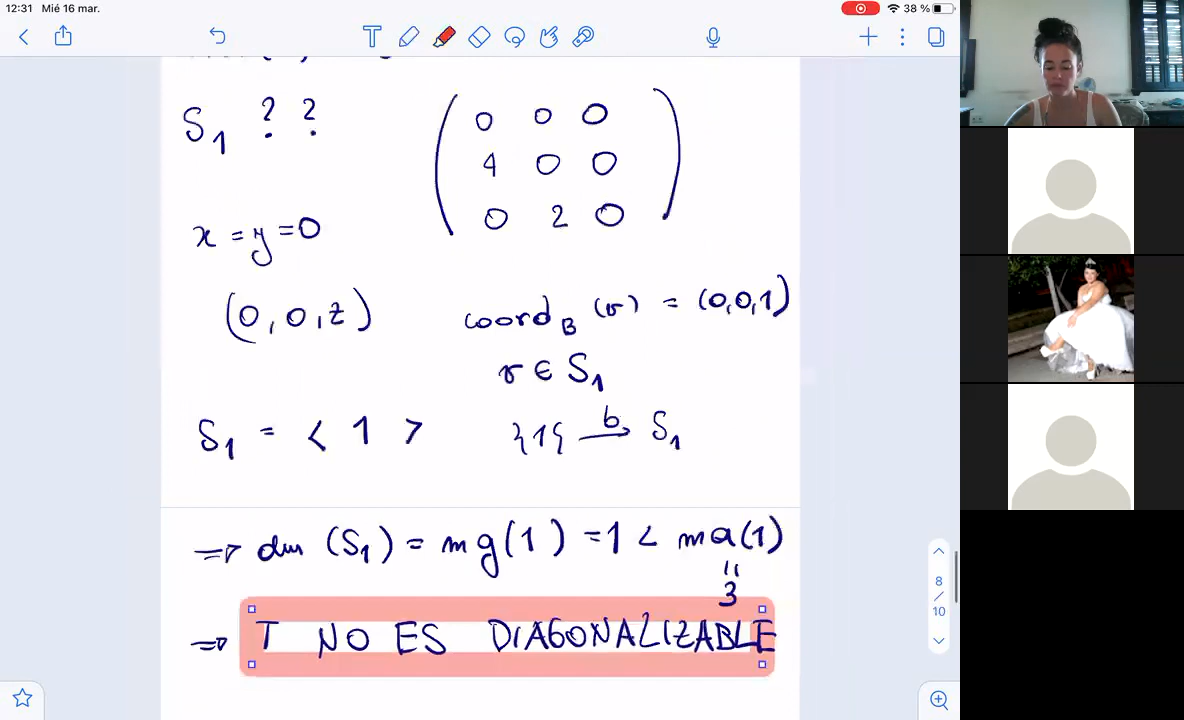 12:31 Mié 16 mar.
38 %
S₁ ? ?
0 0 0
4 0 0
0 2 0
x = y = 0
(0, 0, z)
coord_B (v) = (0,0,1)
v ∈ S₁
S₁ = < 1 >
{1} —b→ S₁
⇒ dim (S₁) = mg(1) = 1 < ma(1)
"
3
⇒ T NO ES DIAGONALIZABLE
8
/
10